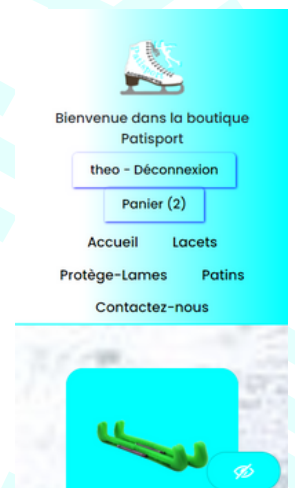 Bienvenue dans la boutique
Patisport
theo - Déconnexion
Panier (2)
Accueil Lacets
Protège-Lames Patins
Contactez-nous